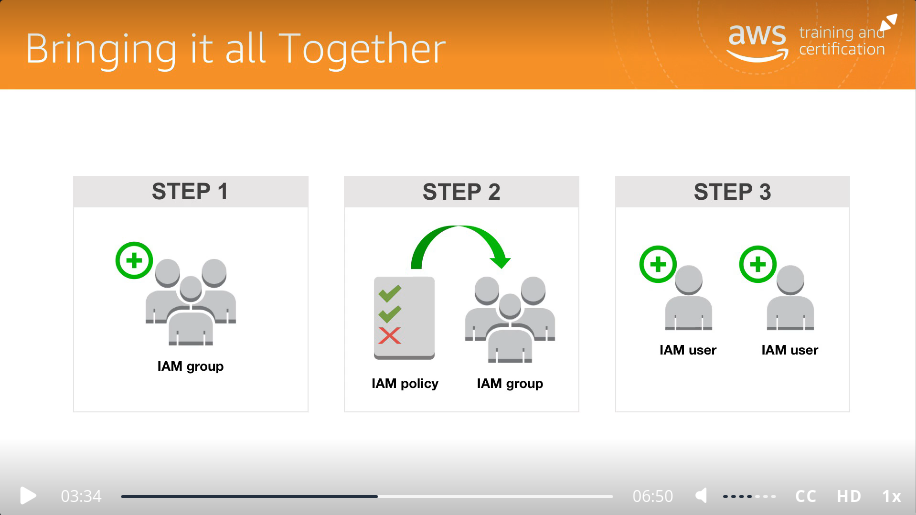 Bringing it all Together
aws training and
certification
STEP 1
IAM group
STEP 2
IAM policy
IAM group
STEP 3
IAM user
IAM user
03:34
06:50
CC
HD
1x